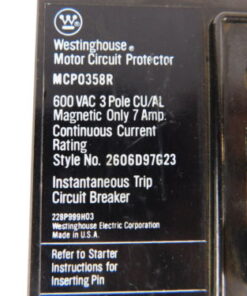 Westinghouse®
Motor Circuit Protector
MCP0358R
600 VAC 3 Pole CU/AL
Magnetic Only 7 Amp.
Continuous Current
Rating
Style No. 2606D97G23
Instantaneous Trip
Circuit Breaker
228P999H03
Westinghouse Electric Corporation
Made in U.S.A.
Refer to Starter
Instructions for
Inserting Pin